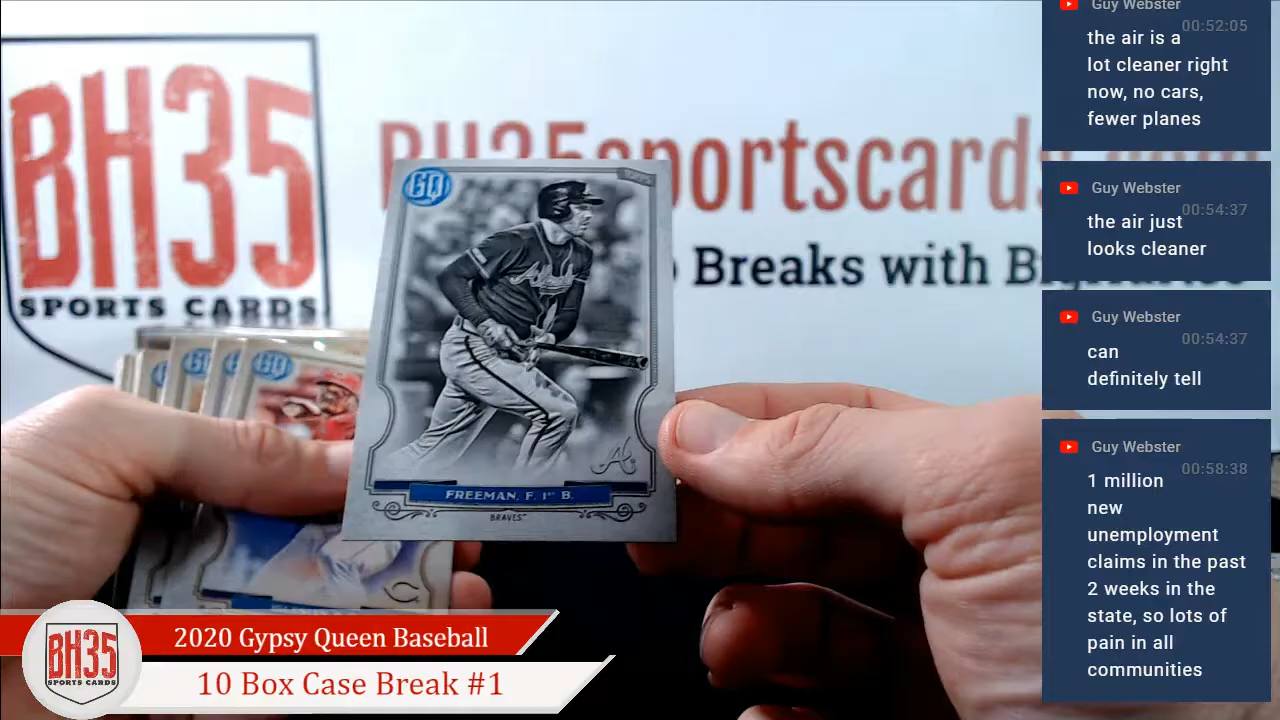 BH35
SPORTS CARDS
BH35sportscards
Breaks with
GQ
Braves
FREEMAN, F. 1st B.
BRAVES
GQ
BH35
SPORTS CARDS
2020 Gypsy Queen Baseball
10 Box Case Break #1
Guy Webster
00:52:05
the air is a
lot cleaner right
now, no cars,
fewer planes
Guy Webster
00:54:37
the air just
looks cleaner
Guy Webster
00:54:37
can
definitely tell
Guy Webster
00:58:38
1 million
new
unemployment
claims in the past
2 weeks in the
state, so lots of
pain in all
communities